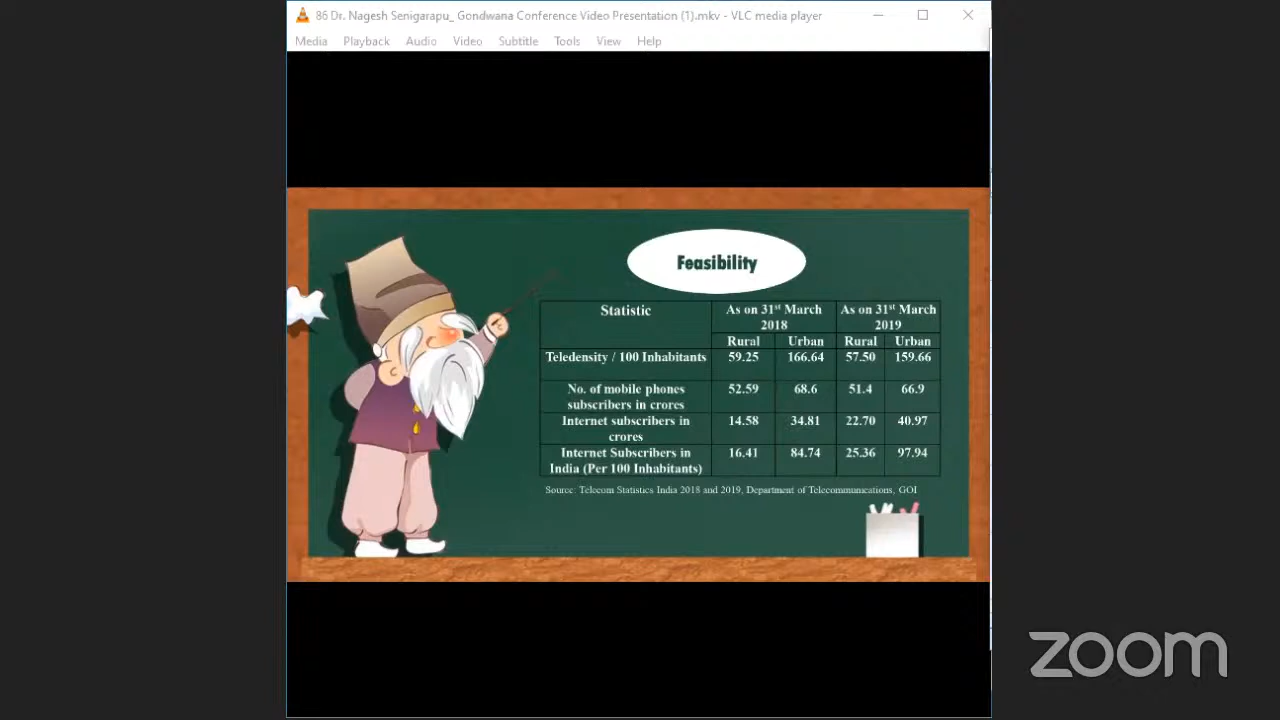 86 Dr. Nagesh Senigarapu_ Gondwana Conference Video Presentation (1).mkv - VLC media player
Media Playback Audio Video Subtitle Tools View Help
Feasibility
Statistic As on 31st March 2018 As on 31st March 2019
Rural Urban Rural Urban
Teledensity / 100 Inhabitants 59.25 166.64 57.50 159.66
No. of mobile phones subscribers in crores 52.59 68.6 51.4 66.9
Internet subscribers in crores 14.58 34.81 22.70 40.97
Internet Subscribers in India (Per 100 Inhabitants) 16.41 84.74 25.36 97.94
Source: Telecom Statistics India 2018 and 2019, Department of Telecommunications, GOI
zoom